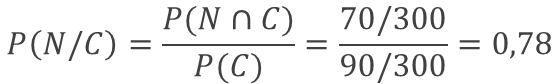 P(N/C) = P(N ∩ C) / P(C) = 70/300 / 90/300 = 0,78